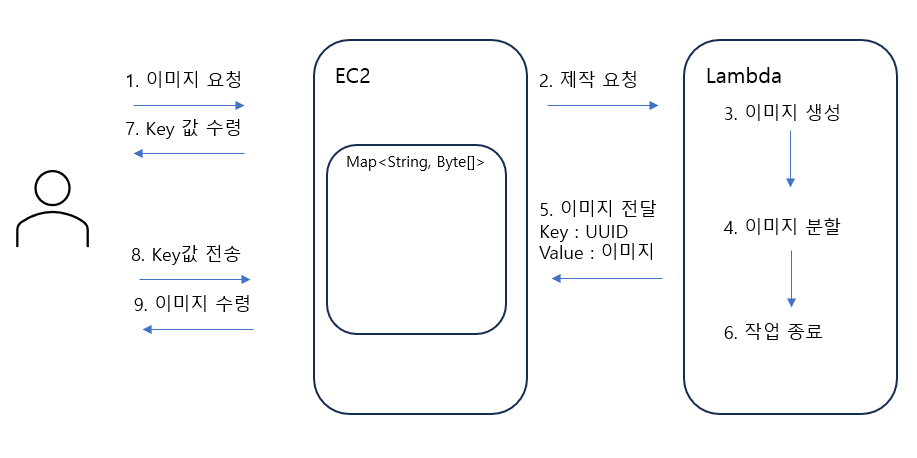 1. 이미지 요청
7. Key 값 수령
8. Key값 전송
9. 이미지 수령
EC2
Map<String, Byte[]>
2. 제작 요청
5. 이미지 전달
Key : UUID
Value : 이미지
Lambda
3. 이미지 생성
4. 이미지 분할
6. 작업 종료